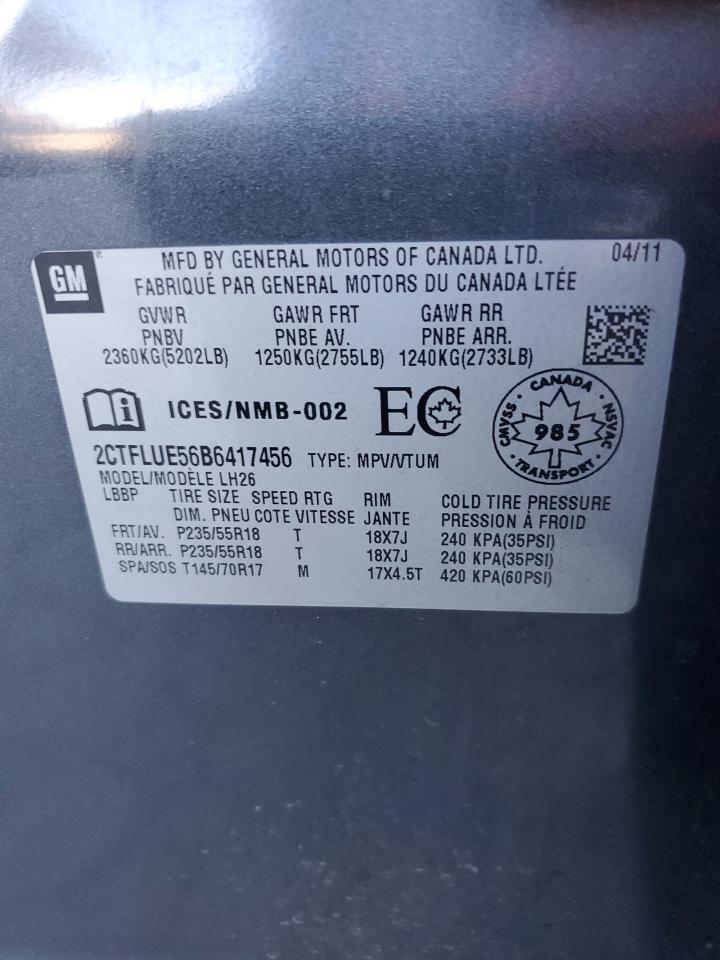 GM ®
MFD BY GENERAL MOTORS OF CANADA LTD. 04/11
FABRIQUÉ PAR GENERAL MOTORS DU CANADA LTÉE
GVWR GAWR FRT GAWR RR
PNBV PNBE AV. PNBE ARR.
2360KG(5202LB) 1250KG(2755LB) 1240KG(2733LB)
i ICES/NMB-002 EC
CANADA
CMVSS 985 NSVAC
TRANSPORT
2CTFLUE56B6417456 TYPE: MPV/VTUM
MODEL/MODÈLE LH26
LBBP TIRE SIZE SPEED RTG RIM COLD TIRE PRESSURE
DIM. PNEU COTE VITESSE JANTE PRESSION À FROID
FRT/AV. P235/55R18 T 18X7J 240 KPA(35PSI)
RR/ARR. P235/55R18 T 18X7J 240 KPA(35PSI)
SPA/SOS T145/70R17 M 17X4.5T 420 KPA(60PSI)